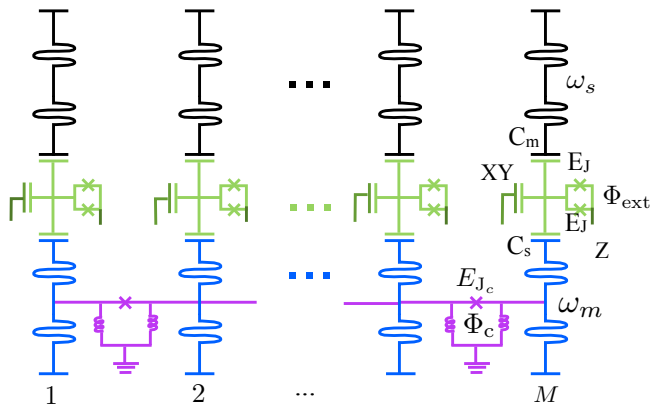 ω_s
C_m
E_J
XY
Φ_ext
E_J
C_s
Z
E_{J_c}
Φ_c
ω_m
1 2 ... M